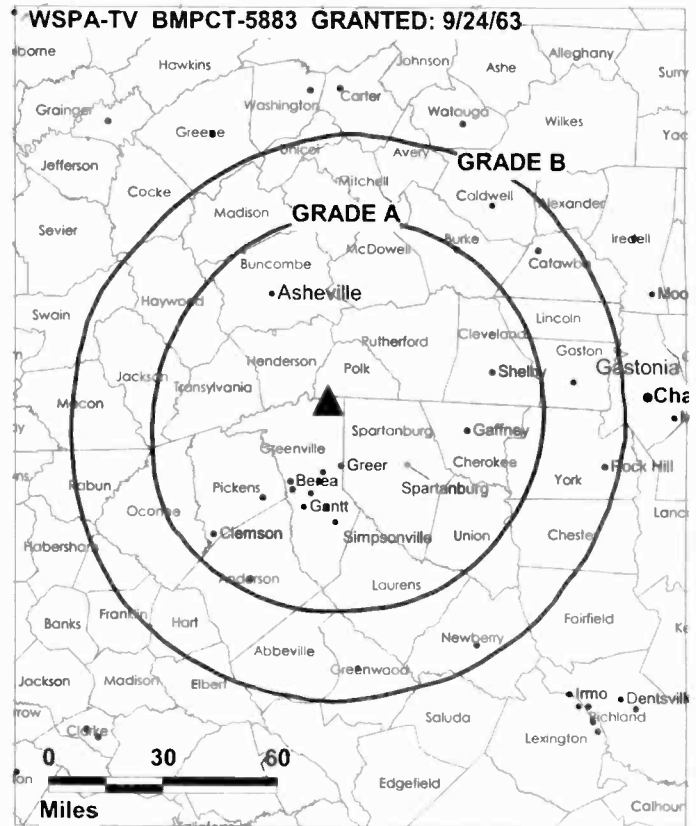 WSPA-TV BMPCT-5883 GRANTED: 9/24/63
Hawkins
Johnson
Ashe
Alleghany
Surry
Grainger
Washington
Carter
Watauga
Wilkes
Greene
Jefferson
Unicoi
Avery
GRADE B
Cocke
Mitchell
Caldwell
Alexander
Madison
GRADE A
Sevier
McDowell
Burke
Iredell
Buncombe
Catawba
Asheville
Haywood
Swain
Lincoln
Rutherford
Cleveland
Gaston
Henderson
Polk
Gastonia
Jackson
Transylvania
Shelby
Macon
Cha
Spartanburg
Gaffney
Greenville
Greer
Cherokee
York
Rock Hill
Rabun
Pickens
Berea
Spartanburg
Oconee
Gantt
Clemson
Simpsonville
Union
Chester
Habersham
Anderson
Laurens
Banks
Franklin
Hart
Fairfield
Abbeville
Newberry
Greenwood
Jackson
Madison
Elbert
Irmo
Dentsville
Saluda
Richland
Clarke
Lexington
0 30 60
Edgefield
Miles
Calhoun